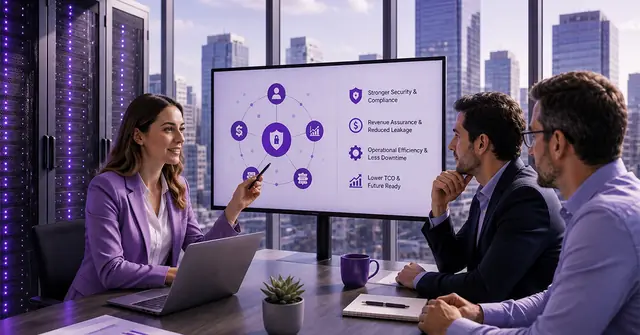 Stronger Security &
Compliance
$
Revenue Assurance &
Reduced Leakage
Operational Efficiency &
Less Downtime
Lower TCO &
Future Ready